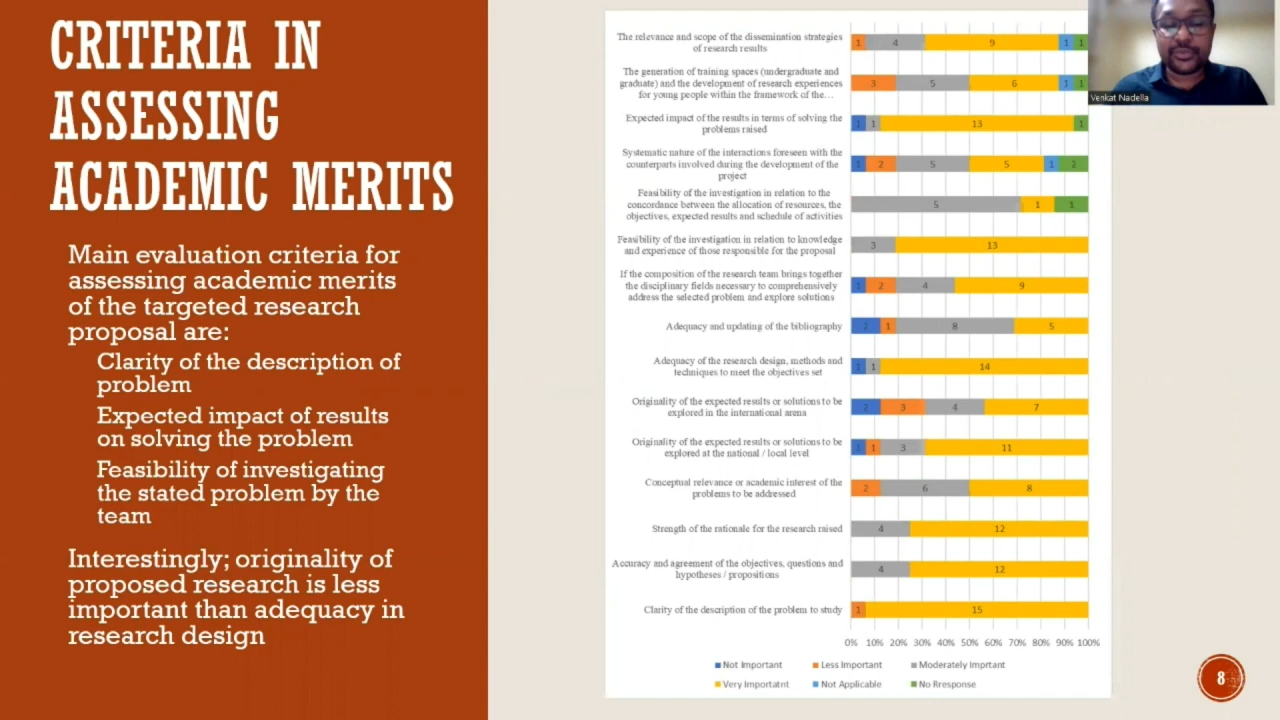 CRITERIA IN
ASSESSING
ACADEMIC MERITS
Main evaluation criteria for
assessing academic merits
of the targeted research
proposal are:
Clarity of the description of
problem
Expected impact of results
on solving the problem
Feasibility of investigating
the stated problem by the
team
Interestingly; originality of
proposed research is less
important than adequacy in
research design
The relevance and scope of the dissemination strategies
of research results
1 4 9 1 1
The generation of training spaces (undergraduate and
graduate) and the development of research experiences
for young people within the framework of the…
3 5 6 1 1
Expected impact of the results in terms of solving the
problems raised
1 1 13 1
Systematic nature of the interactions foreseen with the
counterparts involved during the development of the
project
1 2 5 5 1 2
Feasibility of the investigation in relation to the
concordance between the allocation of resources, the
objectives, expected results and schedule of activities
5 1 1
Feasibility of the investigation in relation to knowledge
and experience of those responsible for the proposal
3 13
If the composition of the research team brings together
the disciplinary fields necessary to comprehensively
address the selected problem and explore solutions
1 2 4 9
Adequacy and updating of the bibliography
2 1 8 5
Adequacy of the research design, methods and
techniques to meet the objectives set
1 1 14
Originality of the expected results or solutions to be
explored in the international arena
2 3 4 7
Originality of the expected results or solutions to be
explored at the national / local level
1 1 3 11
Conceptual relevance or academic interest of the
problems to be addressed
2 6 8
Strength of the rationale for the research raised
4 12
Accuracy and agreement of the objectives, questions and
hypotheses / propositions
4 12
Clarity of the description of the problem to study
1 15
0% 10% 20% 30% 40% 50% 60% 70% 80% 90% 100%
Not Important Less Important Moderately Imprtant
Very Importatnt Not Applicable No Rresponse
Venkat Nadella
8